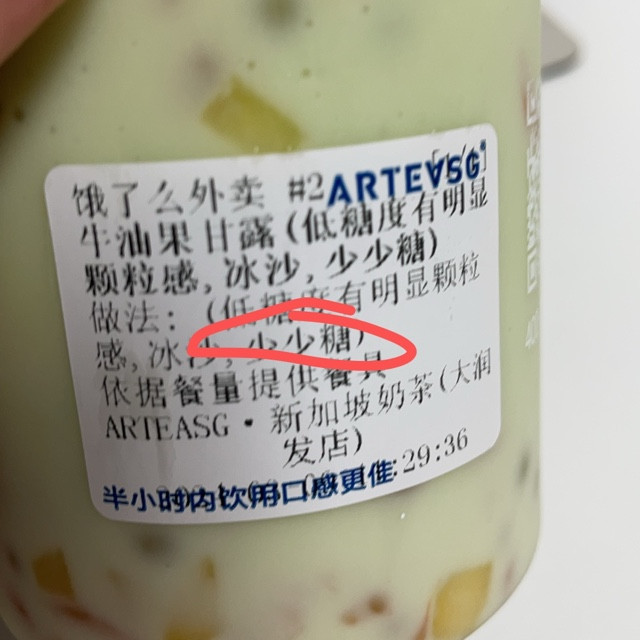 饿了么外卖 #2
ARTEASG
牛油果甘露(低糖度有明显
颗粒感,冰沙,少少糖)
做法: (低糖度有明显颗粒
感,冰沙,少少糖)
依据餐量提供餐具
ARTEASG·新加坡奶茶(大润
发店)
:29:36
半小时内饮用口感更佳